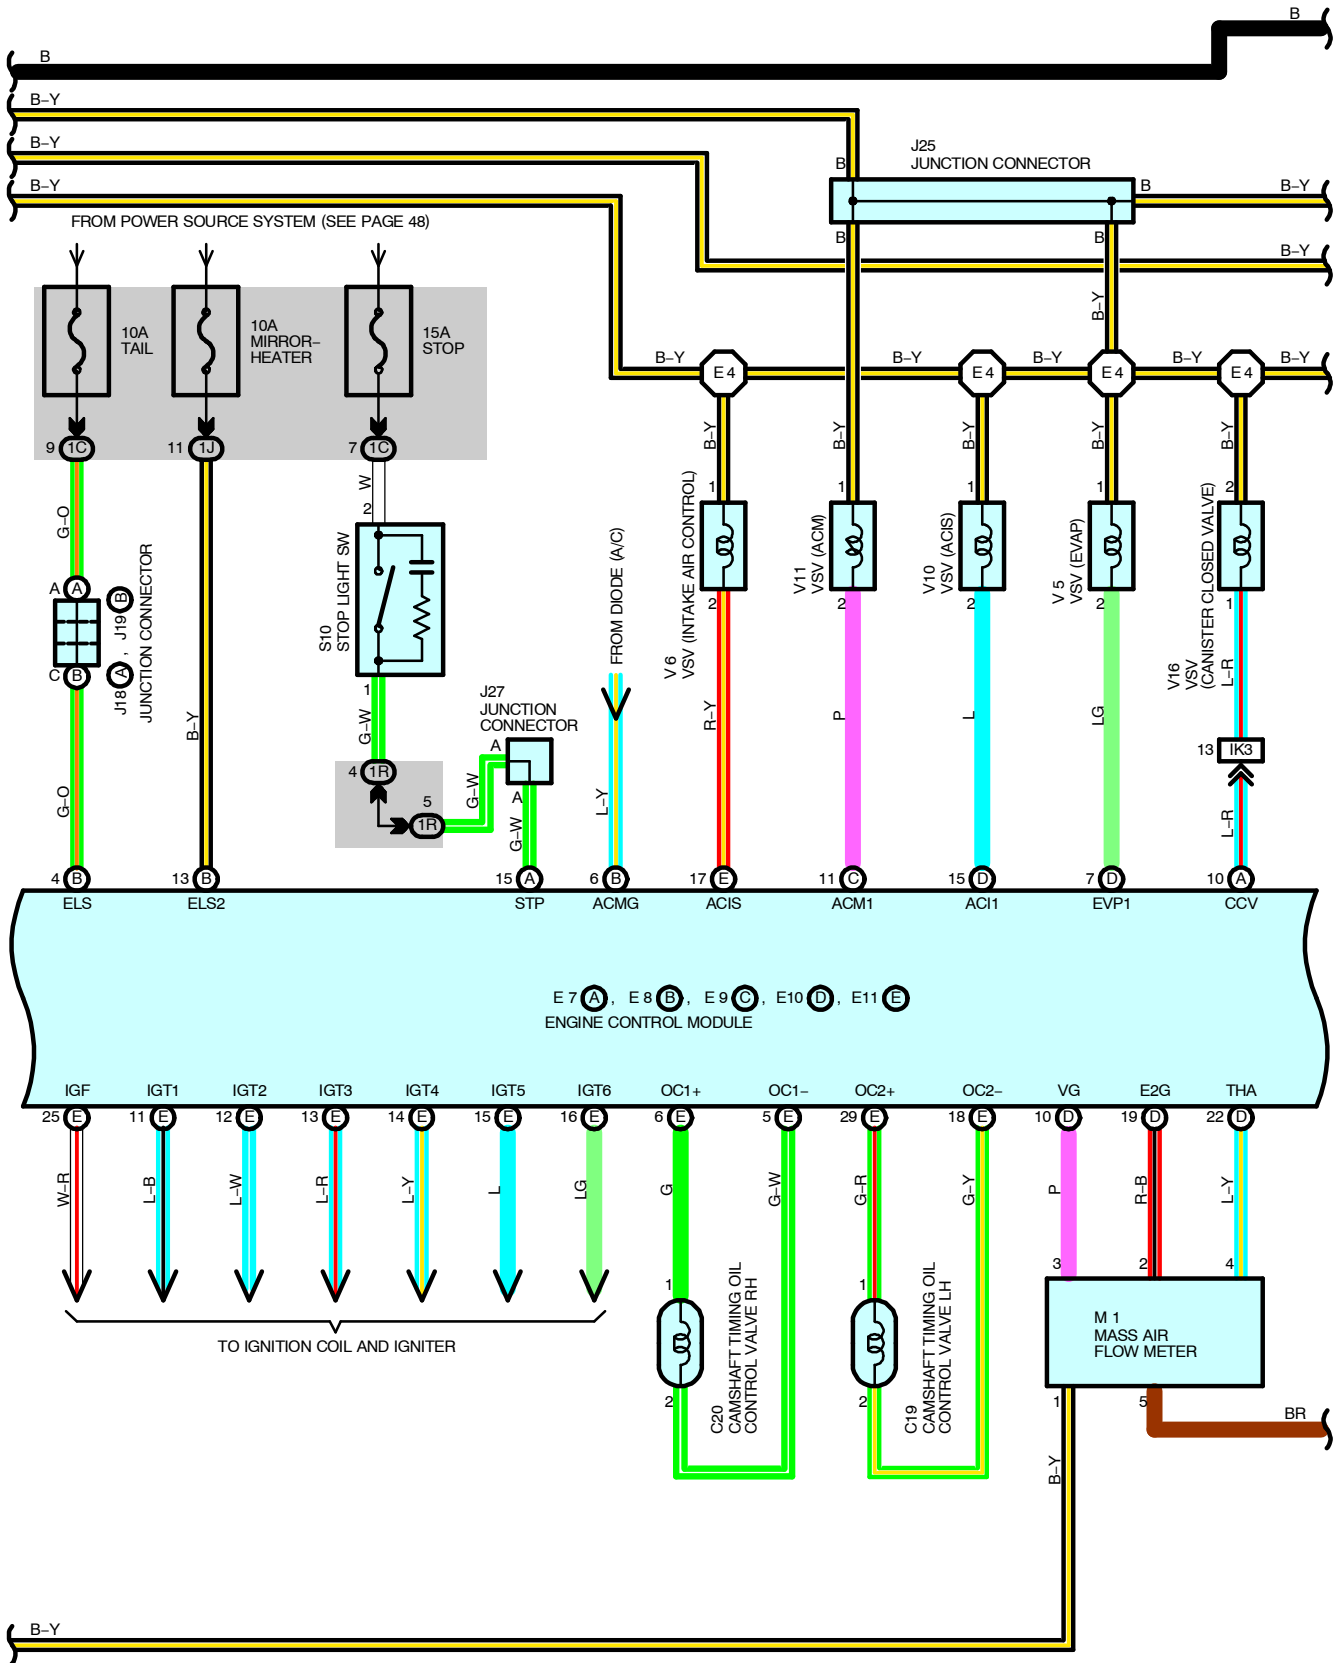 B
B
B–Y
B–Y
B–Y
J25
JUNCTION CONNECTOR
B
B
B–Y
B
B
B–Y
B–Y
FROM POWER SOURCE SYSTEM (SEE PAGE 48)
10A
TAIL
10A
MIRROR–
HEATER
15A
STOP
B–Y
E 4
B–Y
E 4
B–Y
E 4
B–Y
E 4
B–Y
9 1C
11 1J
7 1C
B–Y
B–Y
B–Y
B–Y
B–Y
G–O
W
2
1
1
1
1
2
S10
STOP LIGHT SW
FROM DIODE (A/C)
V 6
VSV (INTAKE AIR CONTROL)
V11
VSV (ACM)
V10
VSV (ACIS)
V 5
VSV (EVAP)
V16
VSV
(CANISTER CLOSED VALVE)
A A
C B
J18 A , J19 B
JUNCTION CONNECTOR
2
2
2
2
1
1
B–Y
G–W
J27
JUNCTION
CONNECTOR
A
A
4 1R
5
1R
G–W
G–W
G–O
L–Y
R–Y
P
L
LG
L–R
13 IK3
L–R
4 B
13 B
15 A
6 B
17 E
11 C
15 D
7 D
10 A
ELS
ELS2
STP
ACMG
ACIS
ACM1
ACI1
EVP1
CCV
E 7 A , E 8 B , E 9 C , E10 D , E11 E
ENGINE CONTROL MODULE
IGF
IGT1
IGT2
IGT3
IGT4
IGT5
IGT6
OC1+
OC1–
OC2+
OC2–
VG
E2G
THA
25 E
11 E
12 E
13 E
14 E
15 E
16 E
6 E
5 E
29 E
18 E
10 D
19 D
22 D
W–R
L–B
L–W
L–R
L–Y
L
LG
G
G–W
G–R
G–Y
P
R–B
L–Y
1
1
3
2
4
TO IGNITION COIL AND IGNITER
C20
CAMSHAFT TIMING OIL
CONTROL VALVE RH
C19
CAMSHAFT TIMING OIL
CONTROL VALVE LH
M 1
MASS AIR
FLOW METER
2
2
1
5
BR
B–Y
B–Y